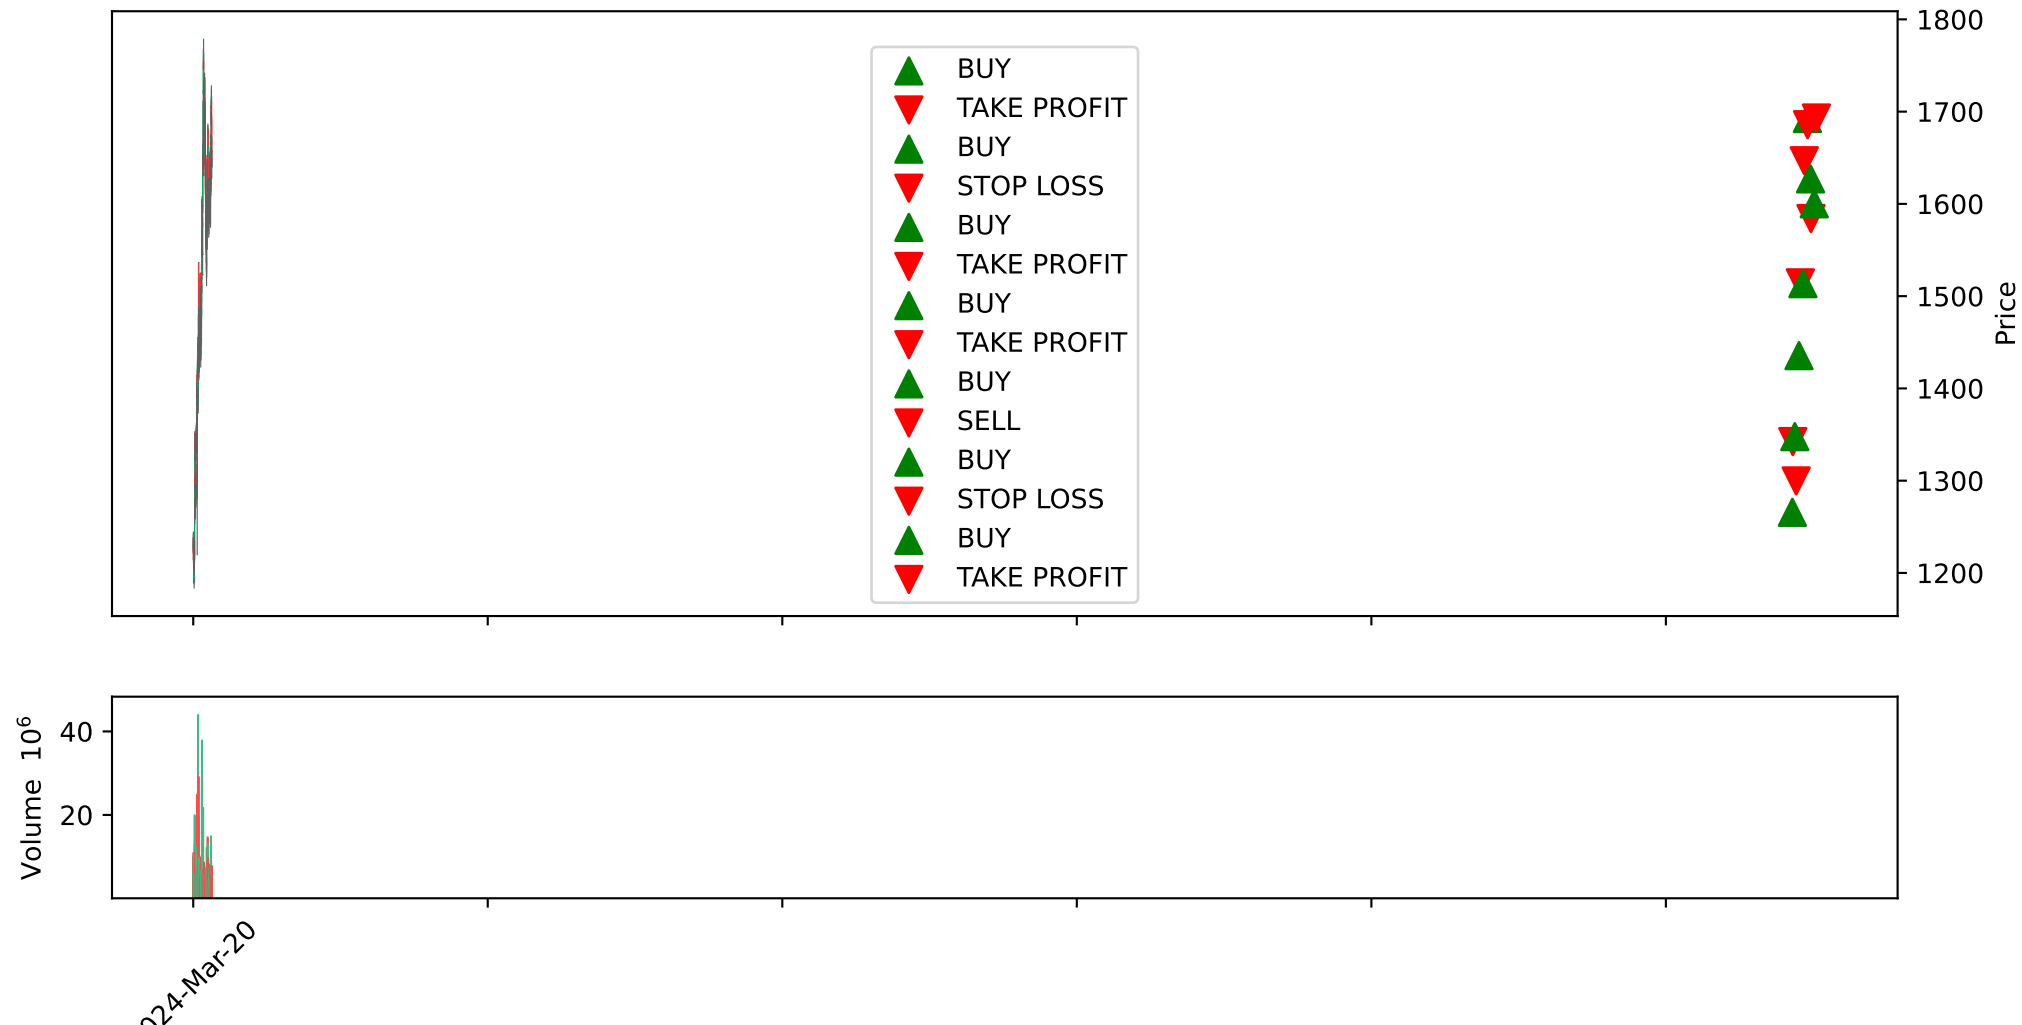 1800
1700
1600
1500
1400
1300
1200
Price
BUY
TAKE PROFIT
BUY
STOP LOSS
BUY
TAKE PROFIT
BUY
TAKE PROFIT
BUY
SELL
BUY
STOP LOSS
BUY
TAKE PROFIT
Volume 10⁶
40
20
024-Mar-20